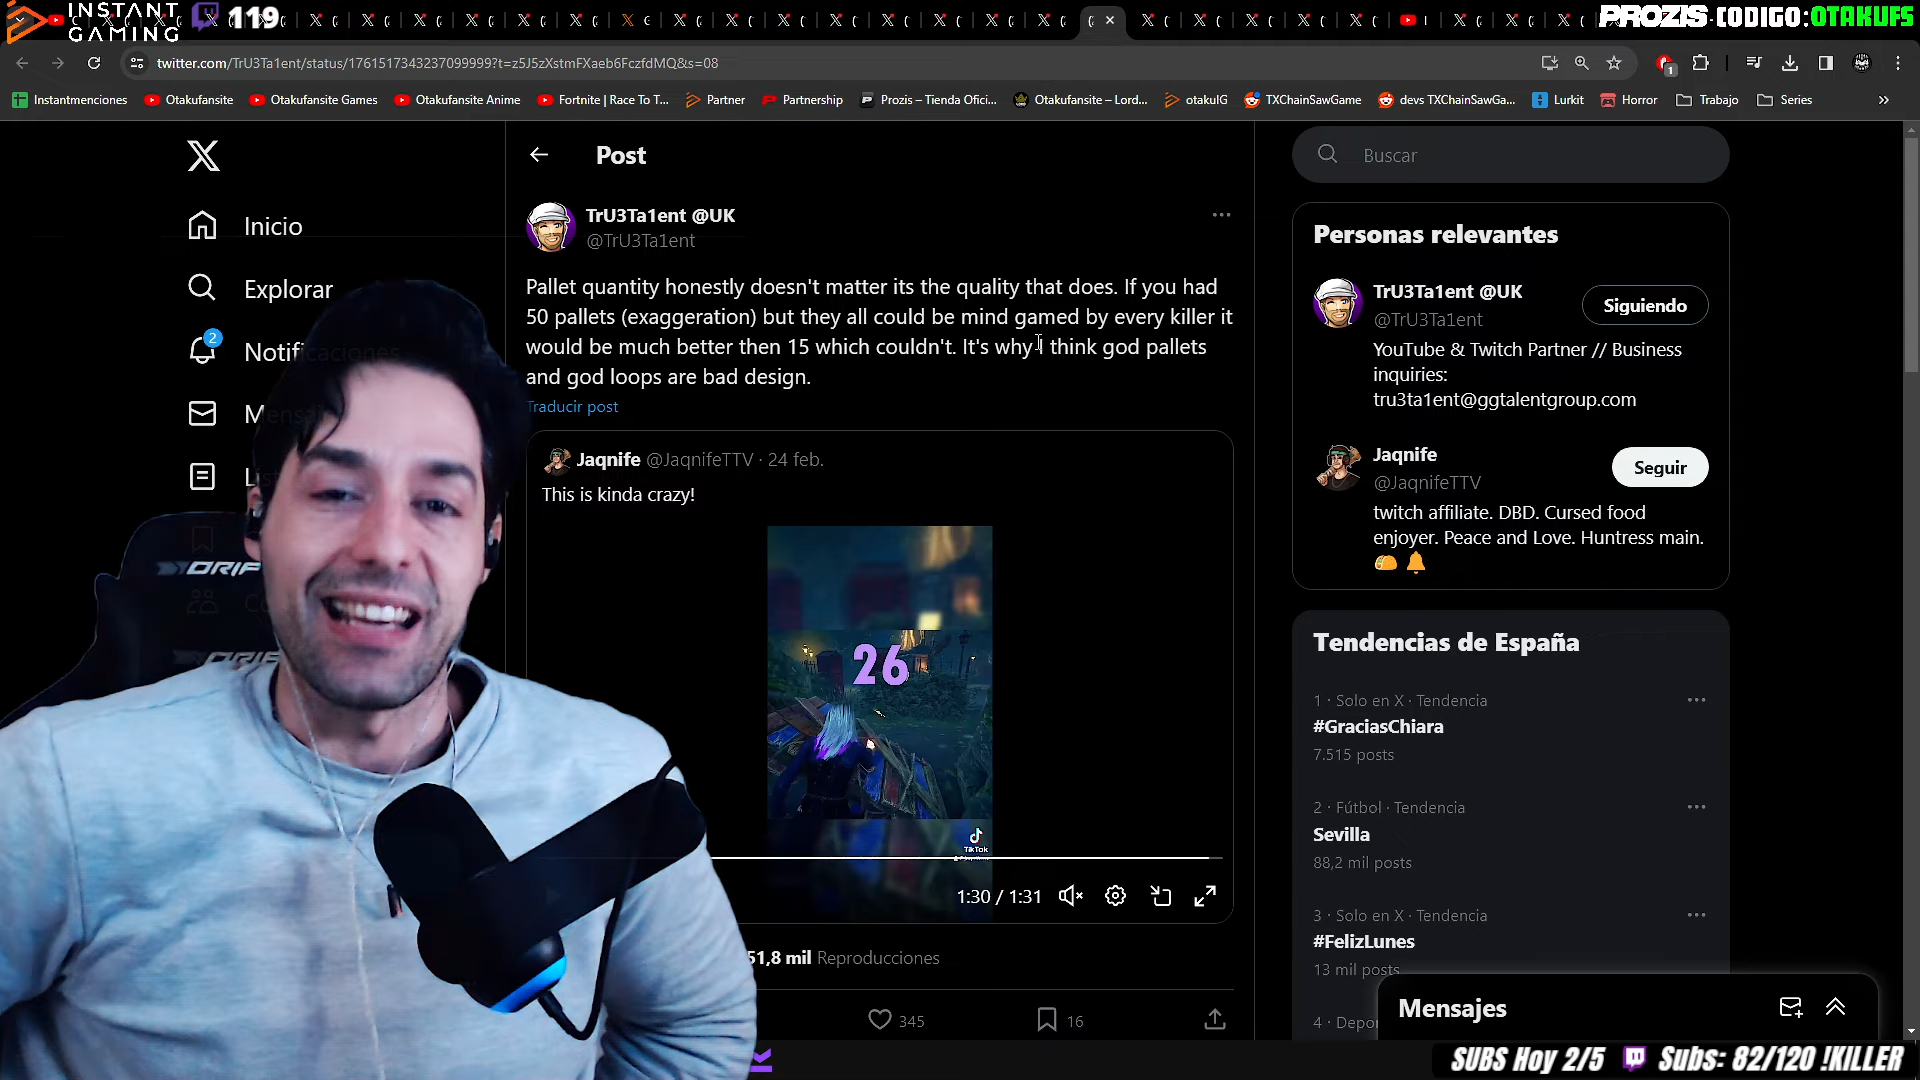 INSTANT
GAMING
119
PROZIS CODIGO:OTAKUFS
twitter.com/TrU3Ta1ent/status/1761517343237099999?t=z5J5zXstmFXaeb6FczfdMQ&s=08
1
Instantmenciones
Otakufansite
Otakufansite Games
Otakufansite Anime
Fortnite | Race To T...
Partner
Partnership
Prozis – Tienda Ofici...
Otakufansite – Lord...
otakuIG
TXChainSawGame
devs TXChainSawGa...
Lurkit
Horror
Trabajo
Series
Inicio
Explorar
2
Notificaciones
Post
TrU3Ta1ent @UK
@TrU3Ta1ent
Pallet quantity honestly doesn't matter its the quality that does. If you had
50 pallets (exaggeration) but they all could be mind gamed by every killer it
would be much better then 15 which couldn't. It's why I think god pallets
and god loops are bad design.
Traducir post
Jaqnife @JaqnifeTTV · 24 feb.
This is kinda crazy!
26
TikTok
1:30 / 1:31
51,8 mil Reproducciones
345
16
DRIF
DRIF
Buscar
Personas relevantes
TrU3Ta1ent @UK
@TrU3Ta1ent
Siguiendo
YouTube & Twitch Partner // Business
inquiries:
tru3ta1ent@ggtalentgroup.com
Jaqnife
@JaqnifeTTV
Seguir
twitch affiliate. DBD. Cursed food
enjoyer. Peace and Love. Huntress main.
Tendencias de España
1 · Solo en X · Tendencia
#GraciasChiara
7.515 posts
2 · Fútbol · Tendencia
Sevilla
88,2 mil posts
3 · Solo en X · Tendencia
#FelizLunes
13 mil posts
4 · Depor
Mensajes
SUBS Hoy 2/5
Subs: 82/120 !KILLER